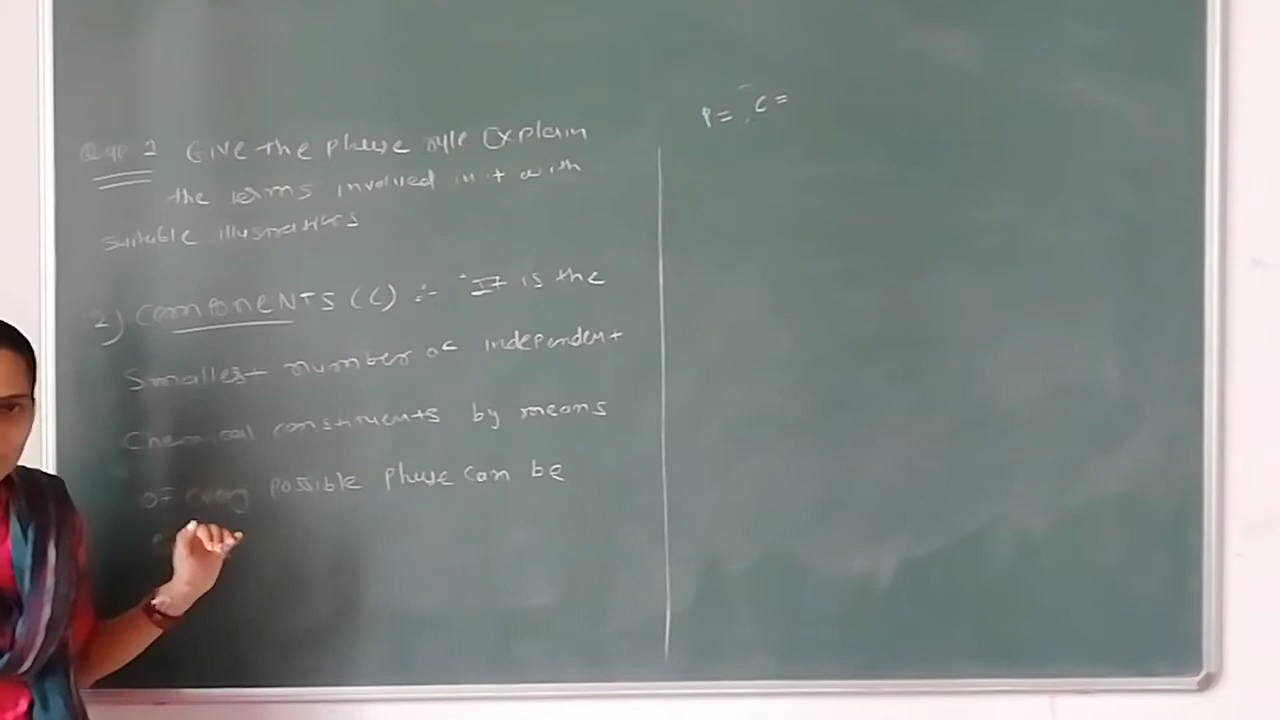 Que 1 Give the phase rule Explain
the terms involved in it with
suitable illustrations
2) COMPONENTS (C) :- "It is the
Smallest number of independent
Chemical constituents by means
of every possible phase can be
P= , C=